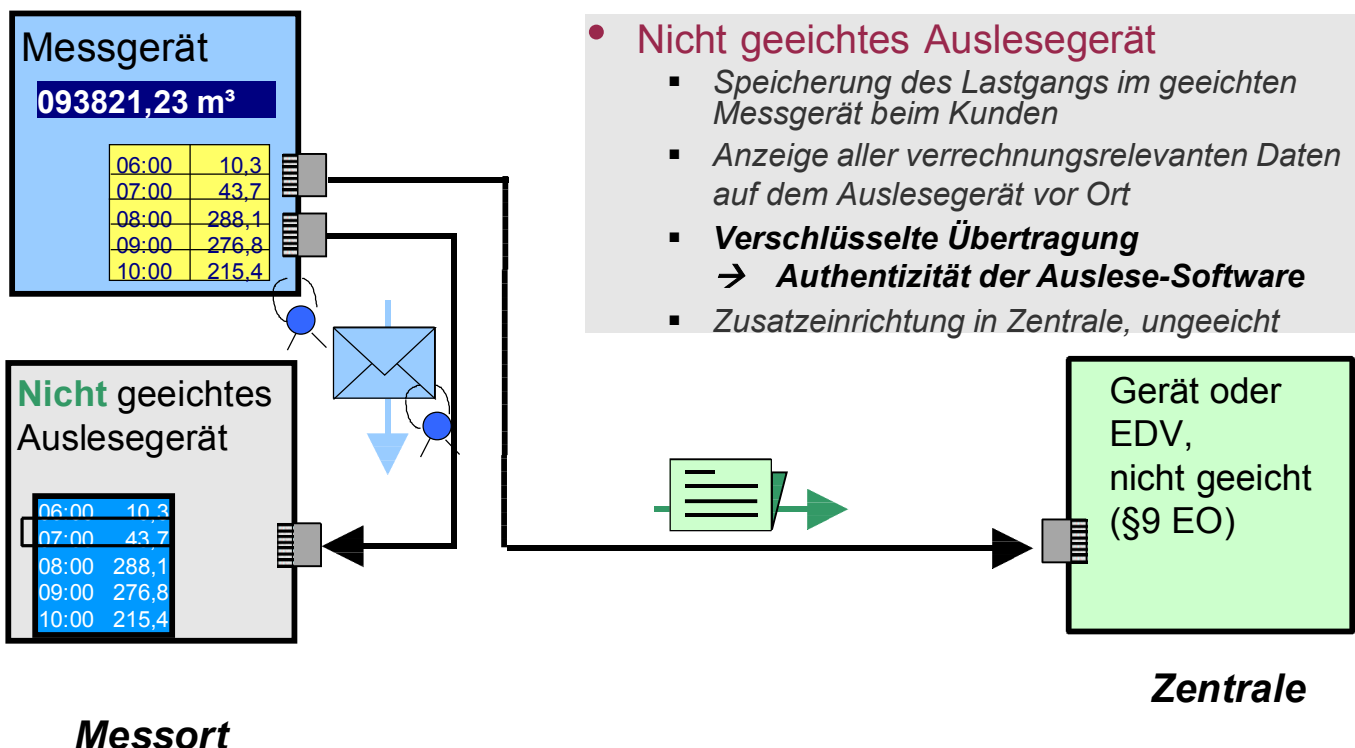 Messgerät
093821,23 m³
06:00 10,3
07:00 43,7
08:00 288,1
09:00 276,8
10:00 215,4
• Nicht geeichtes Auslesegerät
▪ Speicherung des Lastgangs im geeichten
Messgerät beim Kunden
▪ Anzeige aller verrechnungsrelevanten Daten
auf dem Auslesegerät vor Ort
▪ Verschlüsselte Übertragung
→ Authentizität der Auslese-Software
▪ Zusatzeinrichtung in Zentrale, ungeeicht
Nicht geeichtes
Auslesegerät
06:00 10,3
07:00 43,7
08:00 288,1
09:00 276,8
10:00 215,4
Gerät oder
EDV,
nicht geeicht
(§9 EO)
Zentrale
Messort